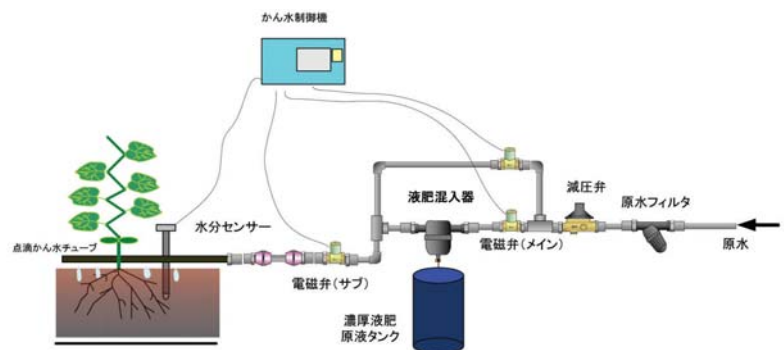 かん水制御機
減圧弁
原水フィルタ
液肥混入器
水分センサー
点滴かん水チューブ
電磁弁(メイン)
原水
電磁弁(サブ)
濃厚液肥
原液タンク